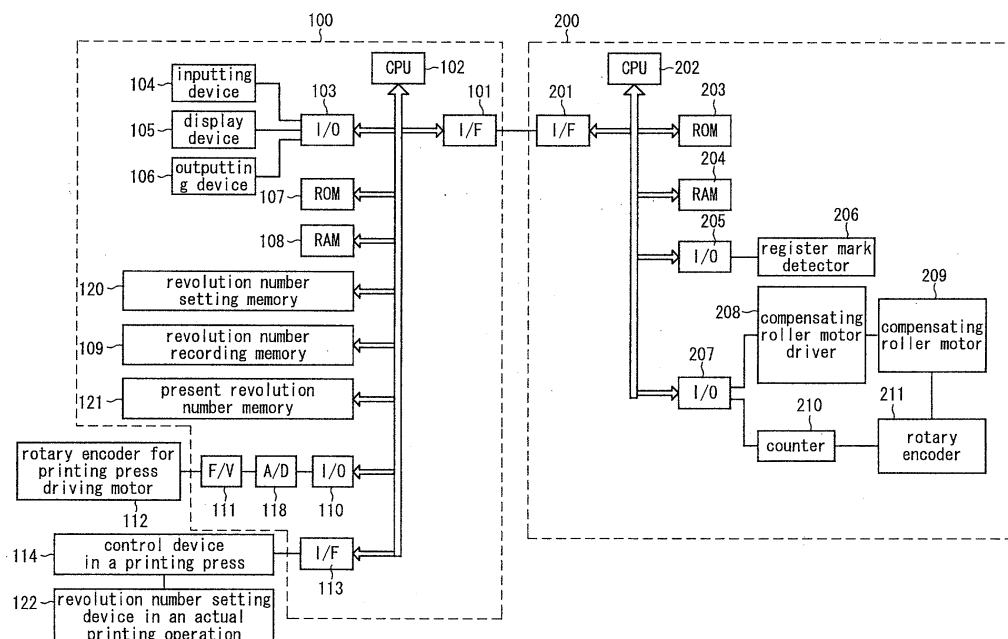 100
200
CPU
102
CPU
202
104
inputting
device
103
101
201
203
105
display
device
I/O
I/F
I/F
ROM
106
outputtin
g device
204
107
ROM
RAM
205
206
108
RAM
I/O
register mark
detector
120
revolution number
setting memory
208
compensating
roller motor
driver
209
compensating
roller motor
109
revolution number
recording memory
207
I/O
121
present revolution
number memory
210
211
counter
rotary
encoder
rotary encoder for
printing press
driving motor
F/V
A/D
I/O
112
111
118
110
114
control device
in a printing press
I/F
113
122
revolution number setting
device in an actual
printing operation